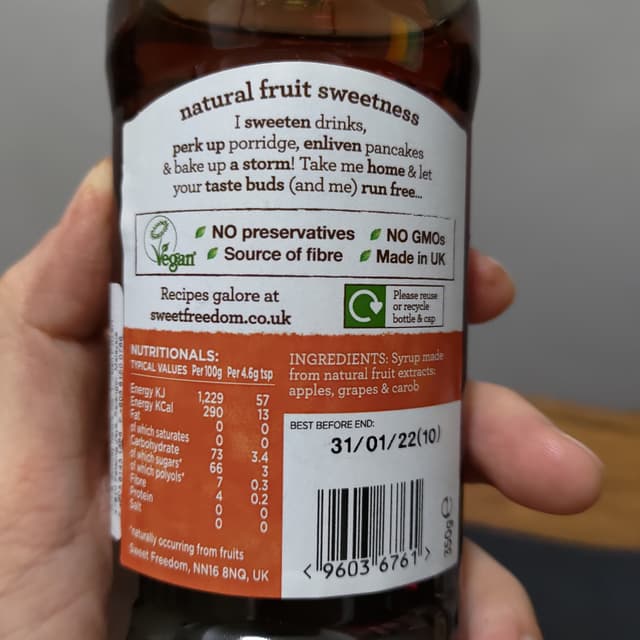 natural fruit sweetness
I sweeten drinks,
perk up porridge, enliven pancakes
& bake up a storm! Take me home & let
your taste buds (and me) run free...
Vegan
NO preservatives
NO GMOs
Source of fibre
Made in UK
Recipes galore at
sweetfreedom.co.uk
Please reuse
or recycle
bottle & cap
NUTRITIONALS:
TYPICAL VALUES Per 100g Per 4.6g tsp
Energy KJ 1,229 57
Energy KCal 290 13
Fat 0 0
of which saturates 0 0
Carbohydrate 73 3.4
of which sugars* 66 3
of which polyols* 7 0.3
Fibre 4 0.2
Protein 0 0
Salt 0 0
*naturally occurring from fruits
Sweet Freedom, NN16 8NQ, UK
INGREDIENTS: Syrup made
from natural fruit extracts:
apples, grapes & carob
BEST BEFORE END:
31/01/22(10)
< 9603 6761 >
350g e